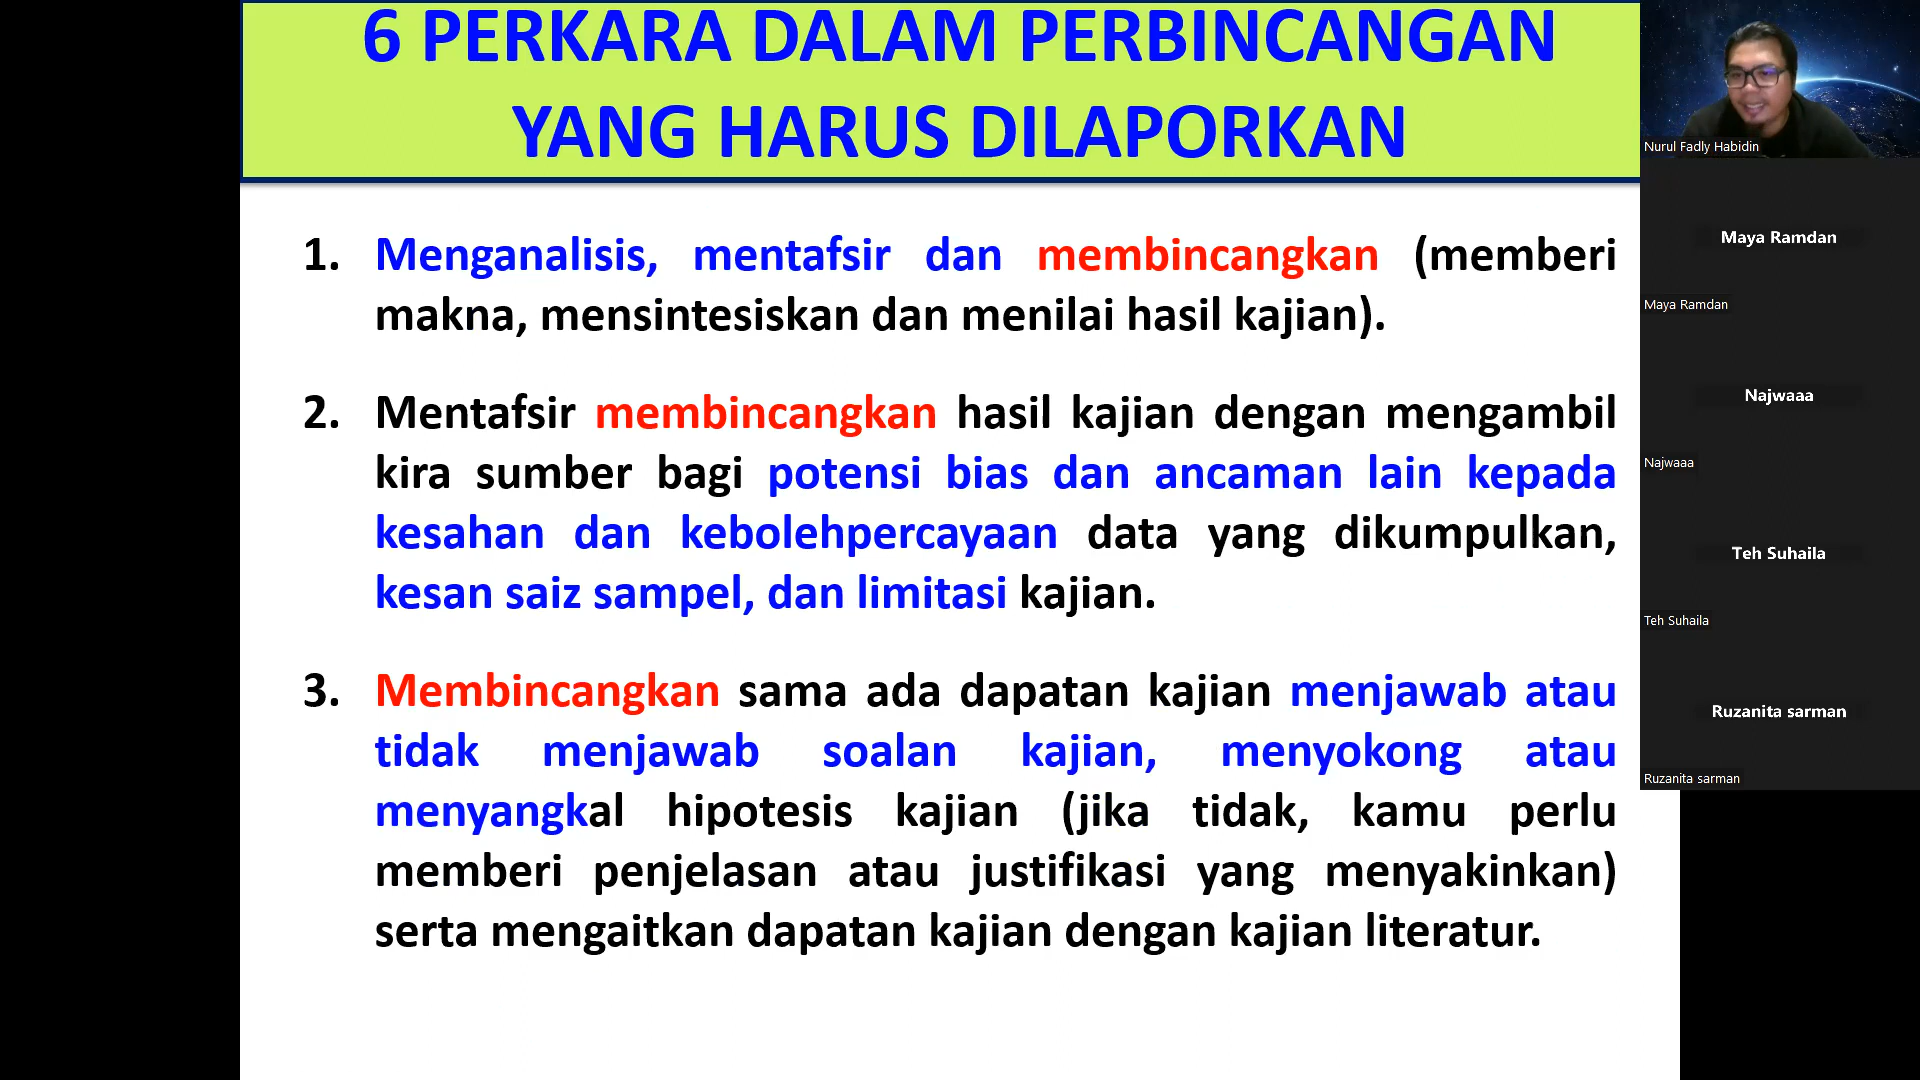 6 PERKARA DALAM PERBINCANGAN
YANG HARUS DILAPORKAN
1. Menganalisis, mentafsir dan membincangkan (memberi
makna, mensintesiskan dan menilai hasil kajian).
2. Mentafsir membincangkan hasil kajian dengan mengambil
kira sumber bagi potensi bias dan ancaman lain kepada
kesahan dan kebolehpercayaan data yang dikumpulkan,
kesan saiz sampel, dan limitasi kajian.
3. Membincangkan sama ada dapatan kajian menjawab atau
tidak menjawab soalan kajian, menyokong atau
menyangkal hipotesis kajian (jika tidak, kamu perlu
memberi penjelasan atau justifikasi yang menyakinkan)
serta mengaitkan dapatan kajian dengan kajian literatur.
Nurul Fadly Habidin
Maya Ramdan
Maya Ramdan
Najwaaa
Najwaaa
Teh Suhaila
Teh Suhaila
Ruzanita sarman
Ruzanita sarman